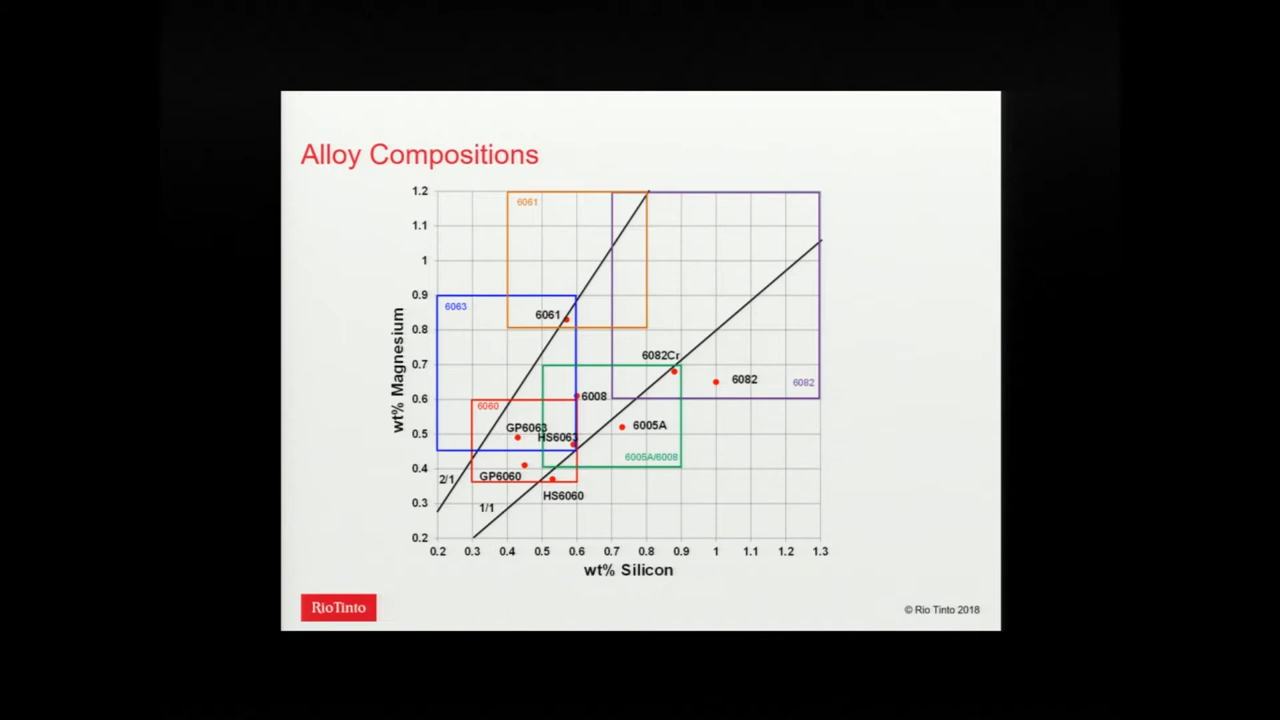 Alloy Compositions
1.2
1.1
1
0.9
0.8
0.7
0.6
0.5
0.4
0.3
0.2
wt% Magnesium
6061
6063
6061
6082Cr
6082
6082
6008
6060
GP6063
HS6063
6005A
6005A/6008
2/1
GP6060
HS6060
1/1
0.2 0.3 0.4 0.5 0.6 0.7 0.8 0.9 1 1.1 1.2 1.3
wt% Silicon
RioTinto
© Rio Tinto 2018